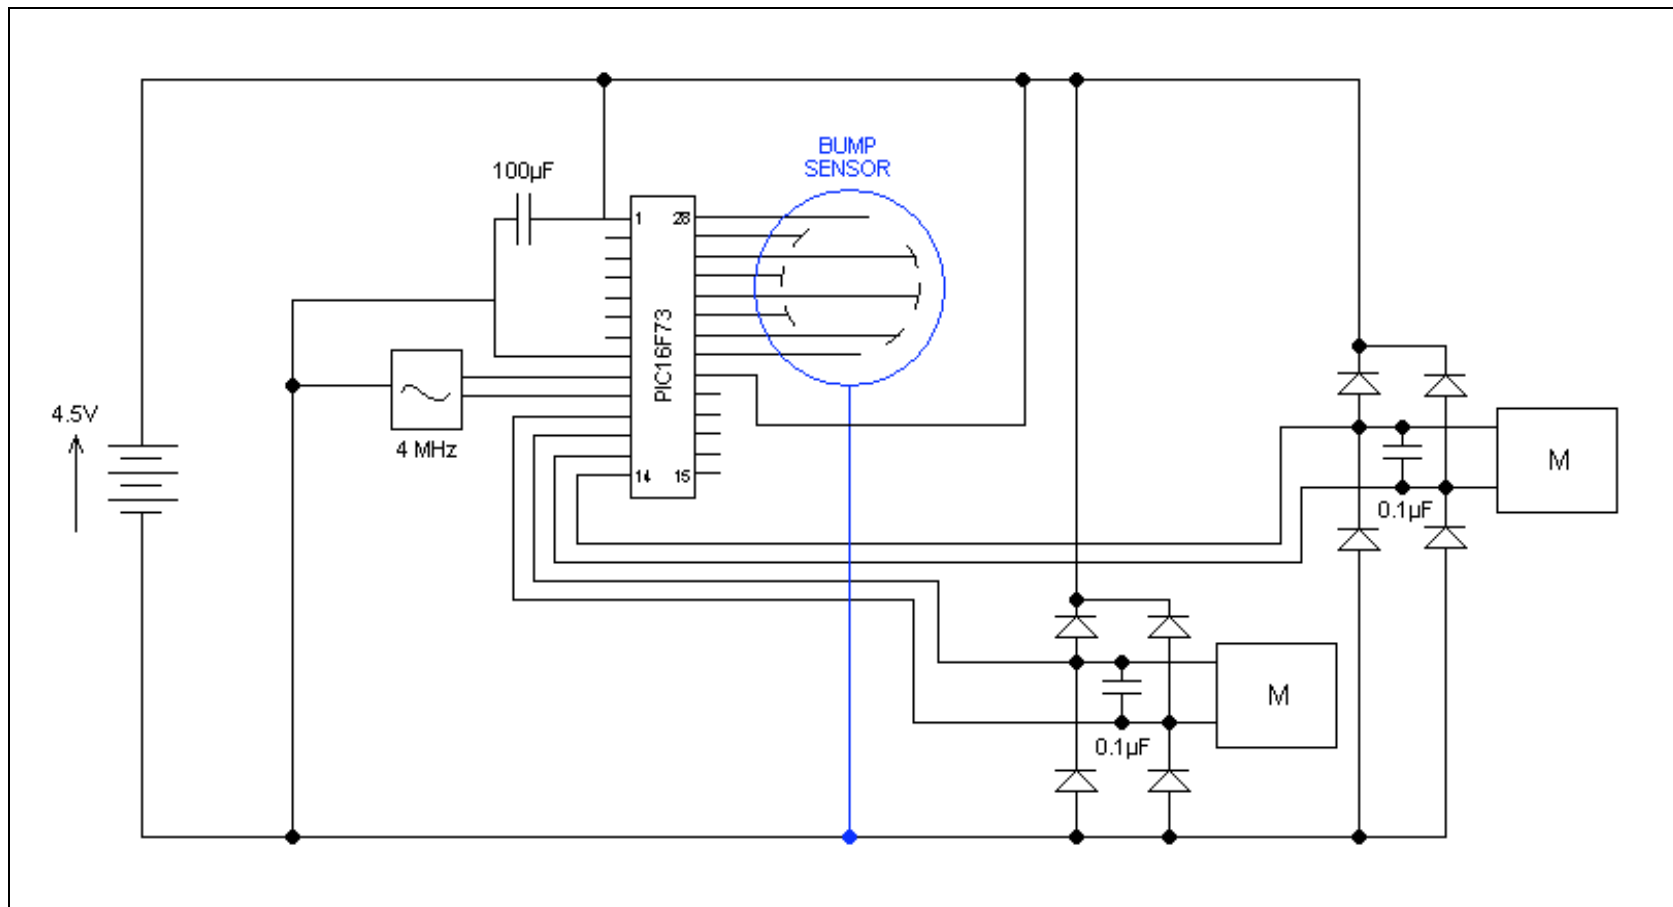 BUMP
SENSOR
100µF
1
28
PIC16F73
4.5V
4 MHz
14
15
M
0.1µF
M
0.1µF